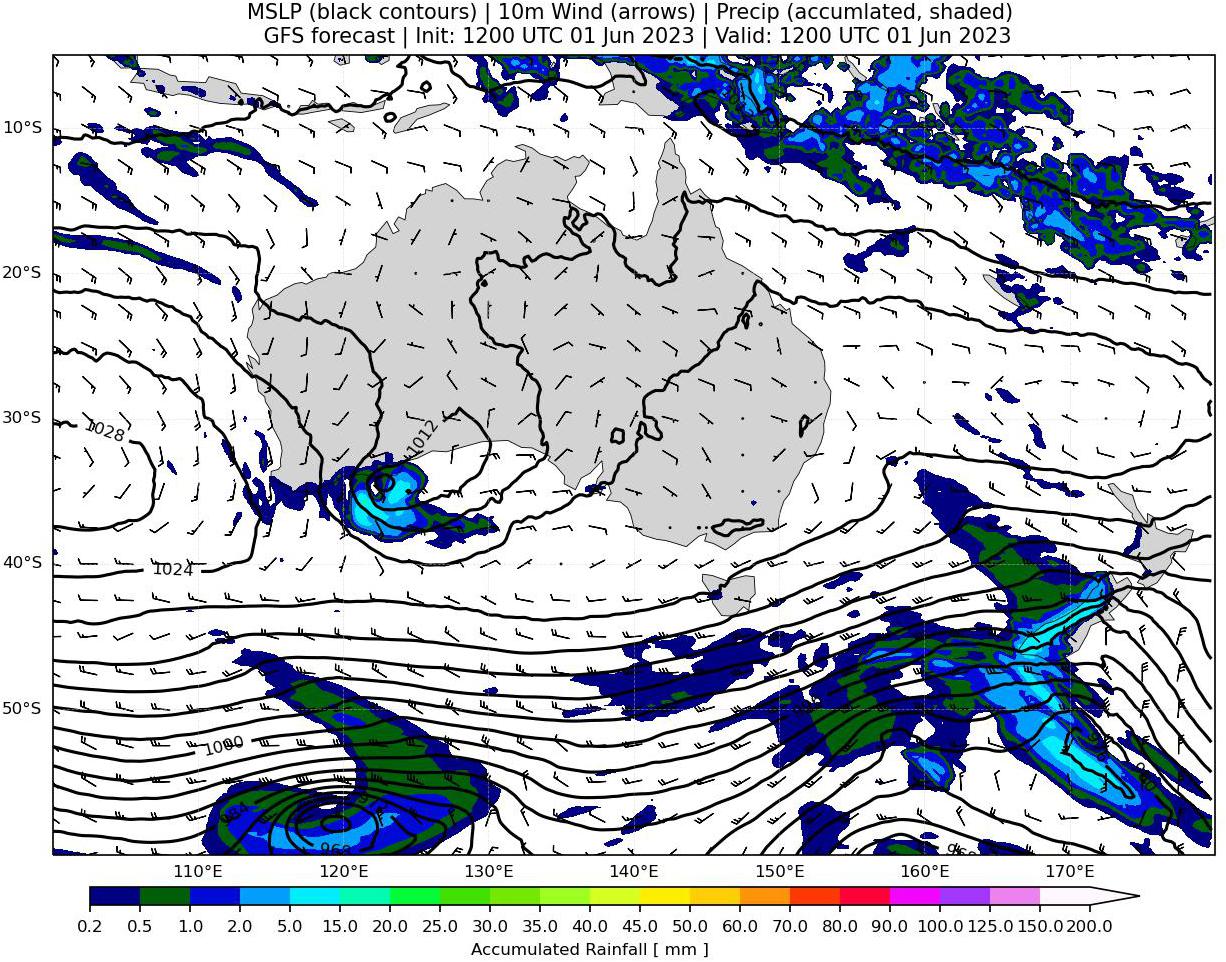 MSLP (black contours) | 10m Wind (arrows) | Precip (accumlated, shaded)
GFS forecast | Init: 1200 UTC 01 Jun 2023 | Valid: 1200 UTC 01 Jun 2023
10°S
20°S
30°S
40°S
50°S
1028
1012
1024
1000
984
968
110°E 120°E 130°E 140°E 150°E 160°E 170°E
0.2 0.5 1.0 2.0 5.0 10.0 15.0 20.0 25.0 30.0 35.0 40.0 45.0 50.0 60.0 70.0 80.0 90.0 100.0 125.0 150.0 200.0
Accumulated Rainfall [ mm ]